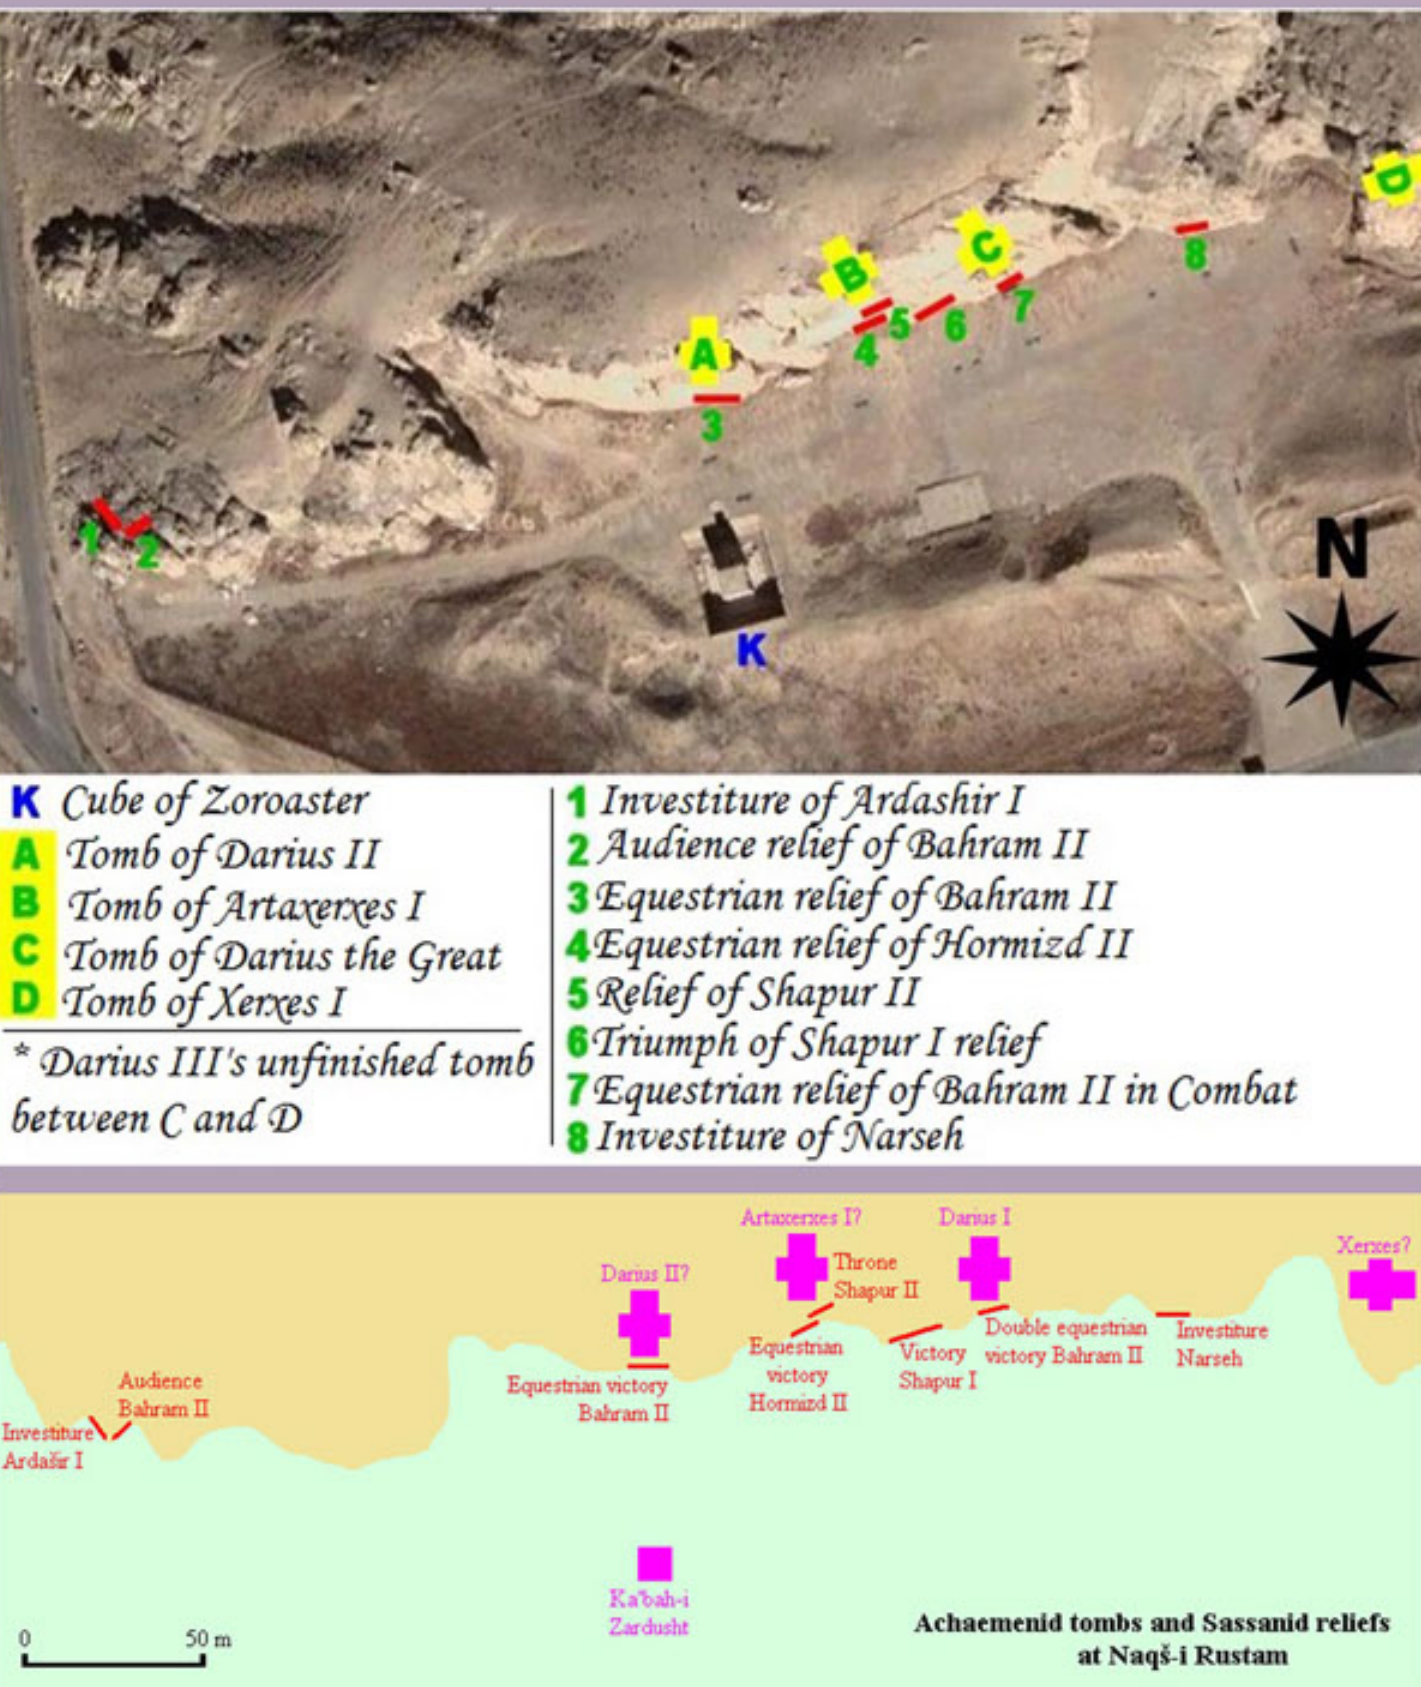 A
B
C
D
1
2
3
4
5
6
7
8
K
N
K Cube of Zoroaster
A Tomb of Darius II
B Tomb of Artaxerxes I
C Tomb of Darius the Great
D Tomb of Xerxes I
* Darius III's unfinished tomb
between C and D
1 Investiture of Ardashir I
2 Audience relief of Bahram II
3 Equestrian relief of Bahram II
4 Equestrian relief of Hormizd II
5 Relief of Shapur II
6 Triumph of Shapur I relief
7 Equestrian relief of Bahram II in Combat
8 Investiture of Narseh
Artaxerxes I?
Darius I
Xerxes?
Darius II?
Throne
Shapur II
Double equestrian
victory Bahram II
Investiture
Narseh
Equestrian
victory
Hormizd II
Victory
Shapur I
Equestrian victory
Bahram II
Audience
Bahram II
Investiture
Ardašir I
Ka'bah-i
Zardusht
0 50 m
Achaemenid tombs and Sassanid reliefs
at Naqš-i Rustam